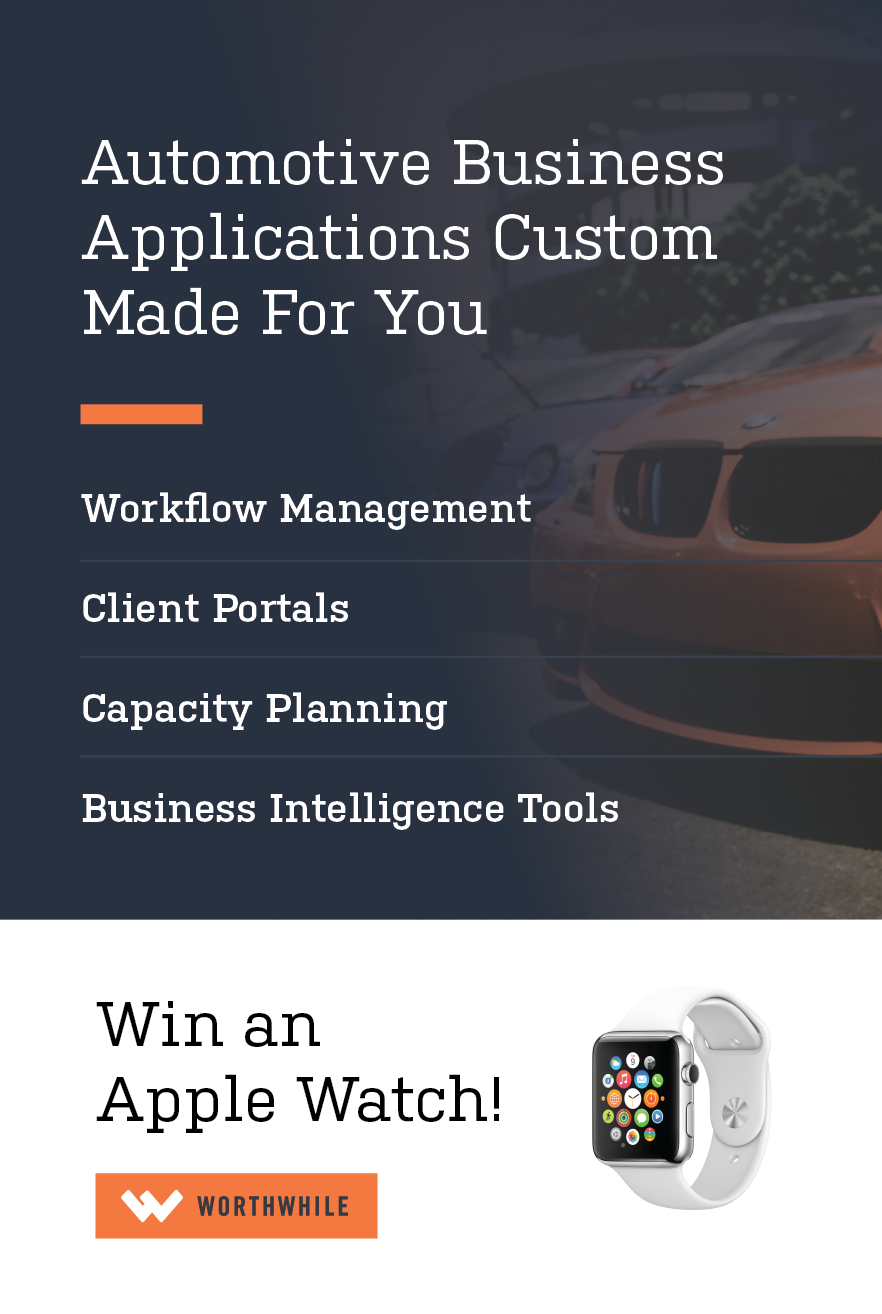 Automotive Business
Applications Custom
Made For You
Workflow Management
Client Portals
Capacity Planning
Business Intelligence Tools
Win an
Apple Watch!
WORTHWHILE